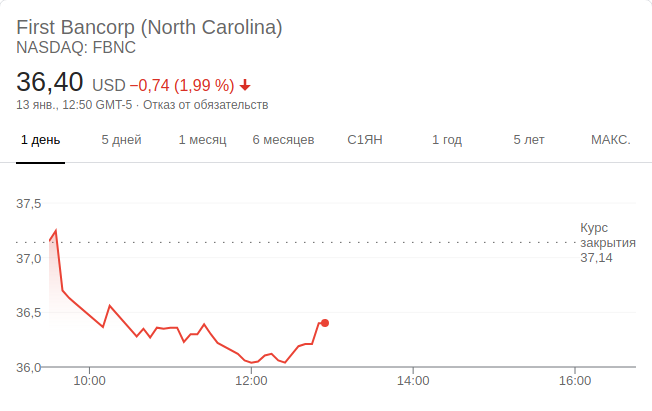 First Bancorp (North Carolina)
NASDAQ: FBNC
36,40 USD −0,74 (1,99 %)
13 янв., 12:50 GMT-5 · Отказ от обязательств
1 день 5 дней 1 месяц 6 месяцев С1ЯН 1 год 5 лет МАКС.
37,5
Курс
закрытия
37,14
37,0
36,5
36,0
10:00 12:00 14:00 16:00